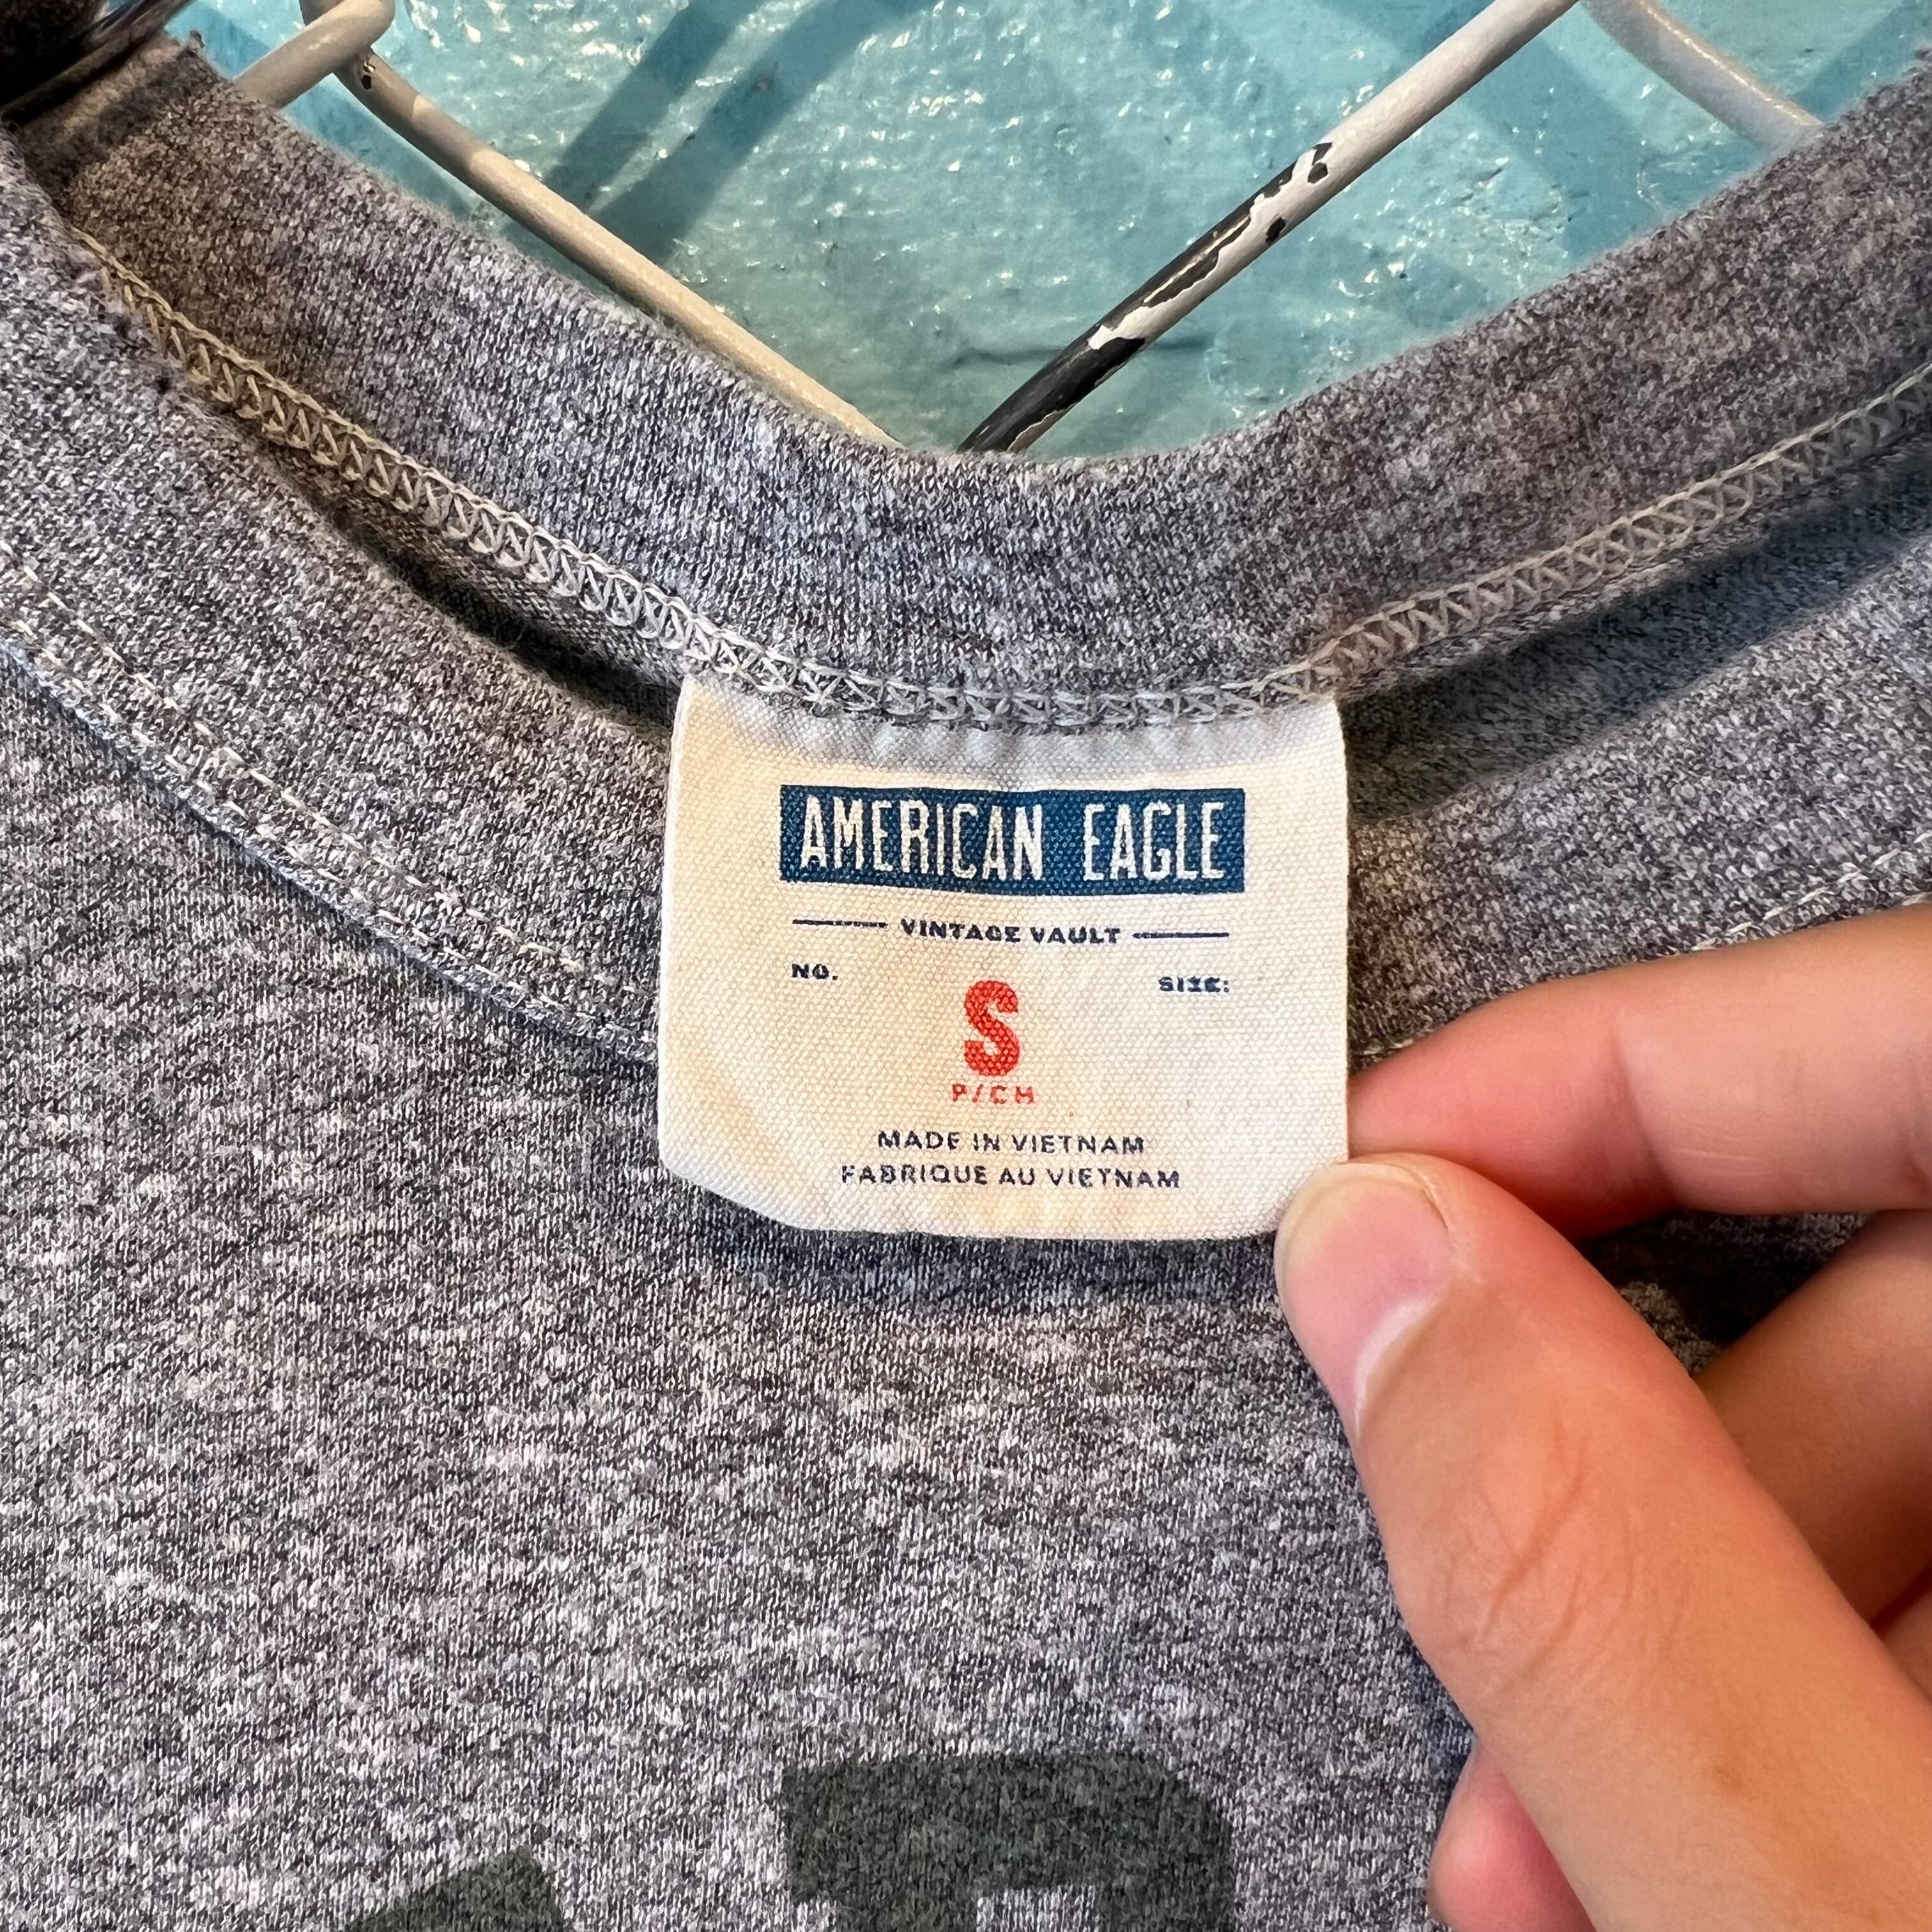 AMERICAN EAGLE
VINTAGE VAULT
NO. SIZE:
S
P/CH
MADE IN VIETNAM
FABRIQUE AU VIETNAM